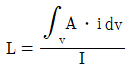 L = ∫v A · i dv / I